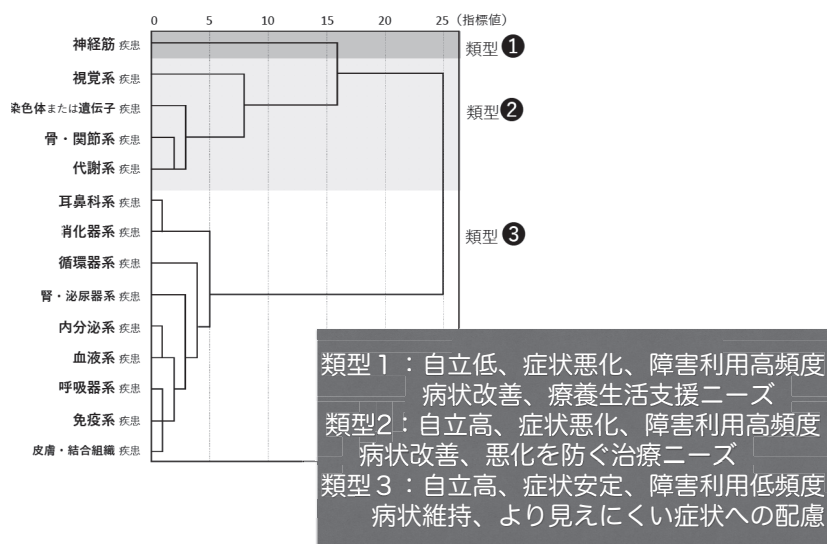 0 5 10 15 20 25 (指標値)
神経筋 疾患
類型❶
視覚系 疾患
染色体または遺伝子 疾患
類型❷
骨・関節系 疾患
代謝系 疾患
耳鼻科系 疾患
消化器系 疾患
類型❸
循環器系 疾患
腎・泌尿器系 疾患
内分泌系 疾患
血液系 疾患
呼吸器系 疾患
免疫系 疾患
皮膚・結合組織 疾患
類型1：自立低、症状悪化、障害利用高頻度
病状改善、療養生活支援ニーズ
類型2：自立高、症状悪化、障害利用高頻度
病状改善、悪化を防ぐ治療ニーズ
類型3：自立高、症状安定、障害利用低頻度
病状維持、より見えにくい症状への配慮